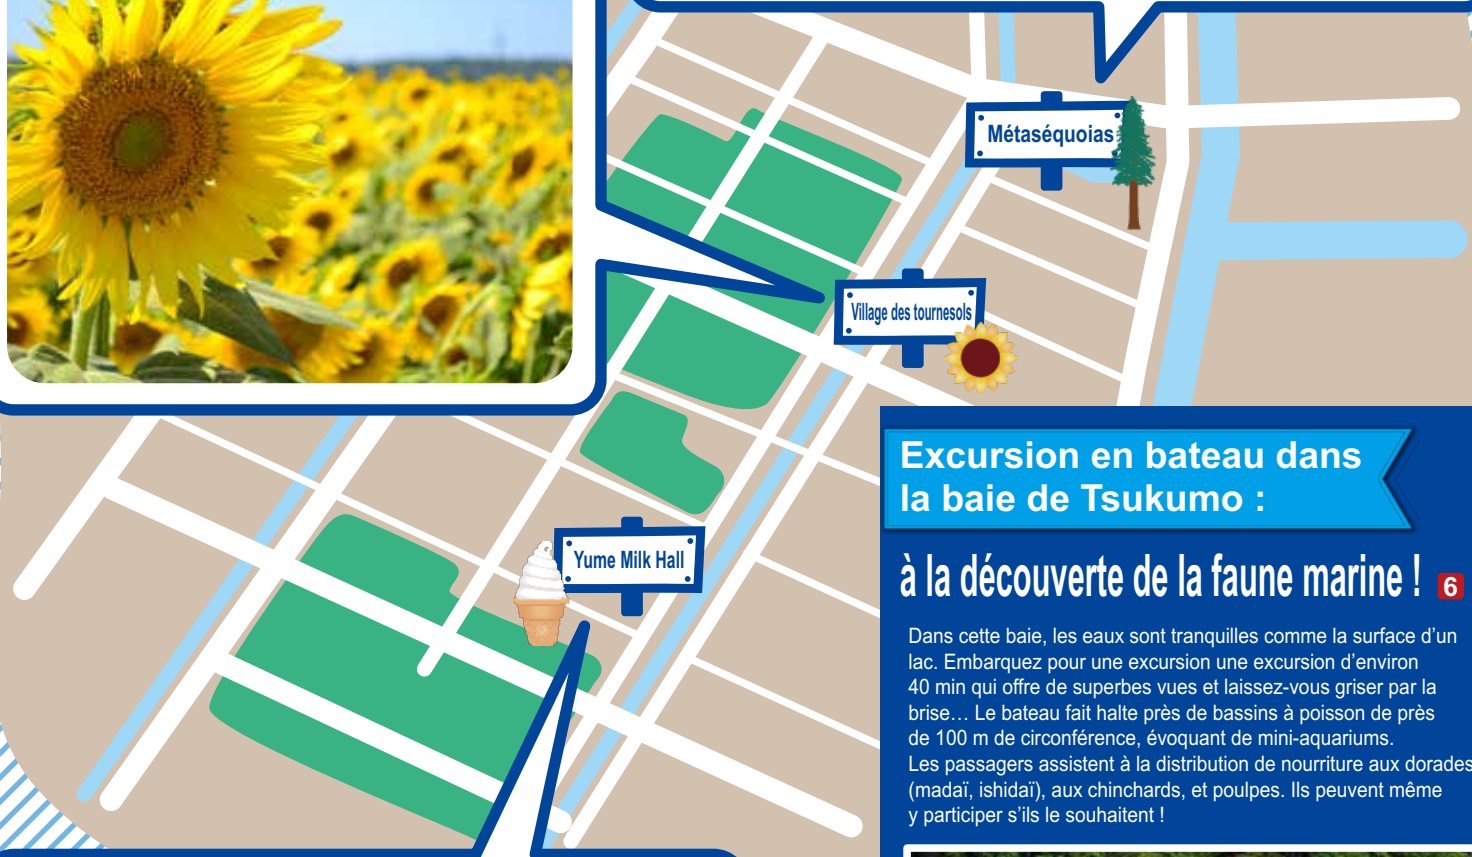 Métaséquoias
Village des tournesols
Yume Milk Hall
Excursion en bateau dans
la baie de Tsukumo :
à la découverte de la faune marine ! 6
Dans cette baie, les eaux sont tranquilles comme la surface d’un
lac. Embarquez pour une excursion une excursion d’environ
40 min qui offre de superbes vues et laissez-vous griser par la
brise… Le bateau fait halte près de bassins à poisson de près
de 100 m de circonférence, évoquant de mini-aquariums.
Les passagers assistent à la distribution de nourriture aux dorades
(madaï, ishidaï), aux chinchards, et poulpes. Ils peuvent même
y participer s’ils le souhaitent !